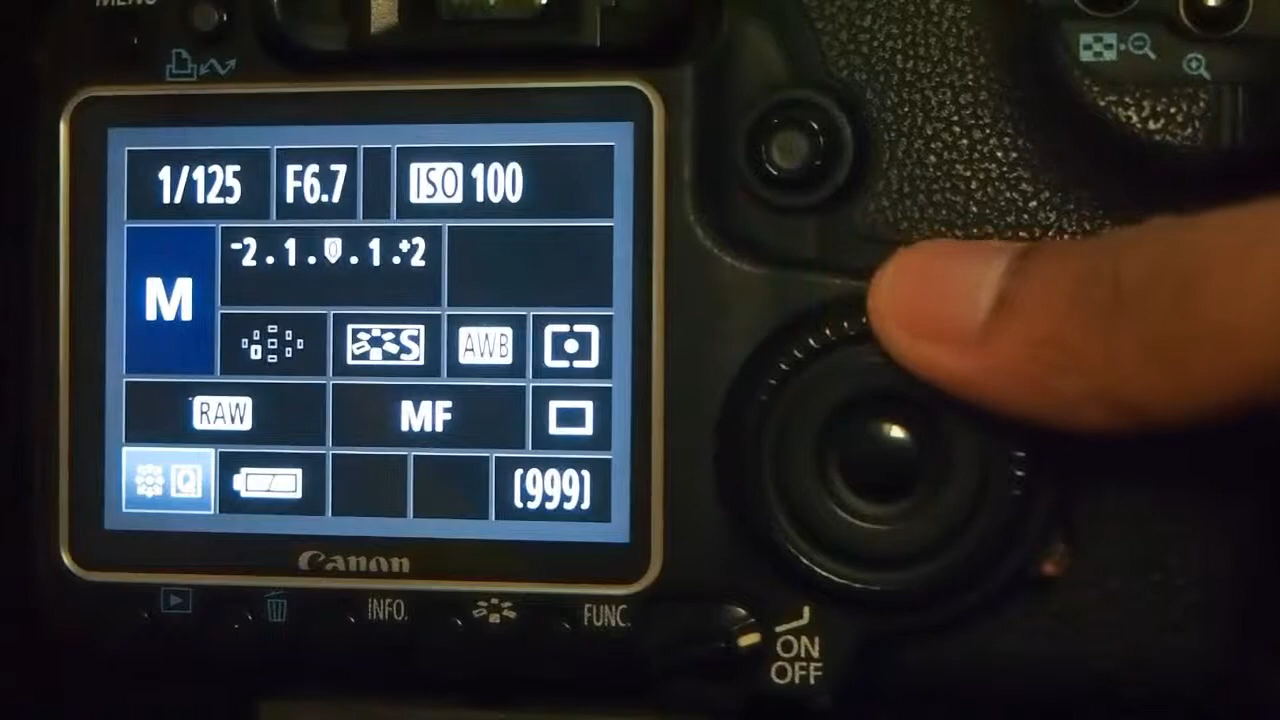 MENU
1/125 F6.7 ISO 100
-2.1.0.1.+2
M
S AWB
RAW MF
Q (999)
Canon
INFO. FUNC.
ON
OFF